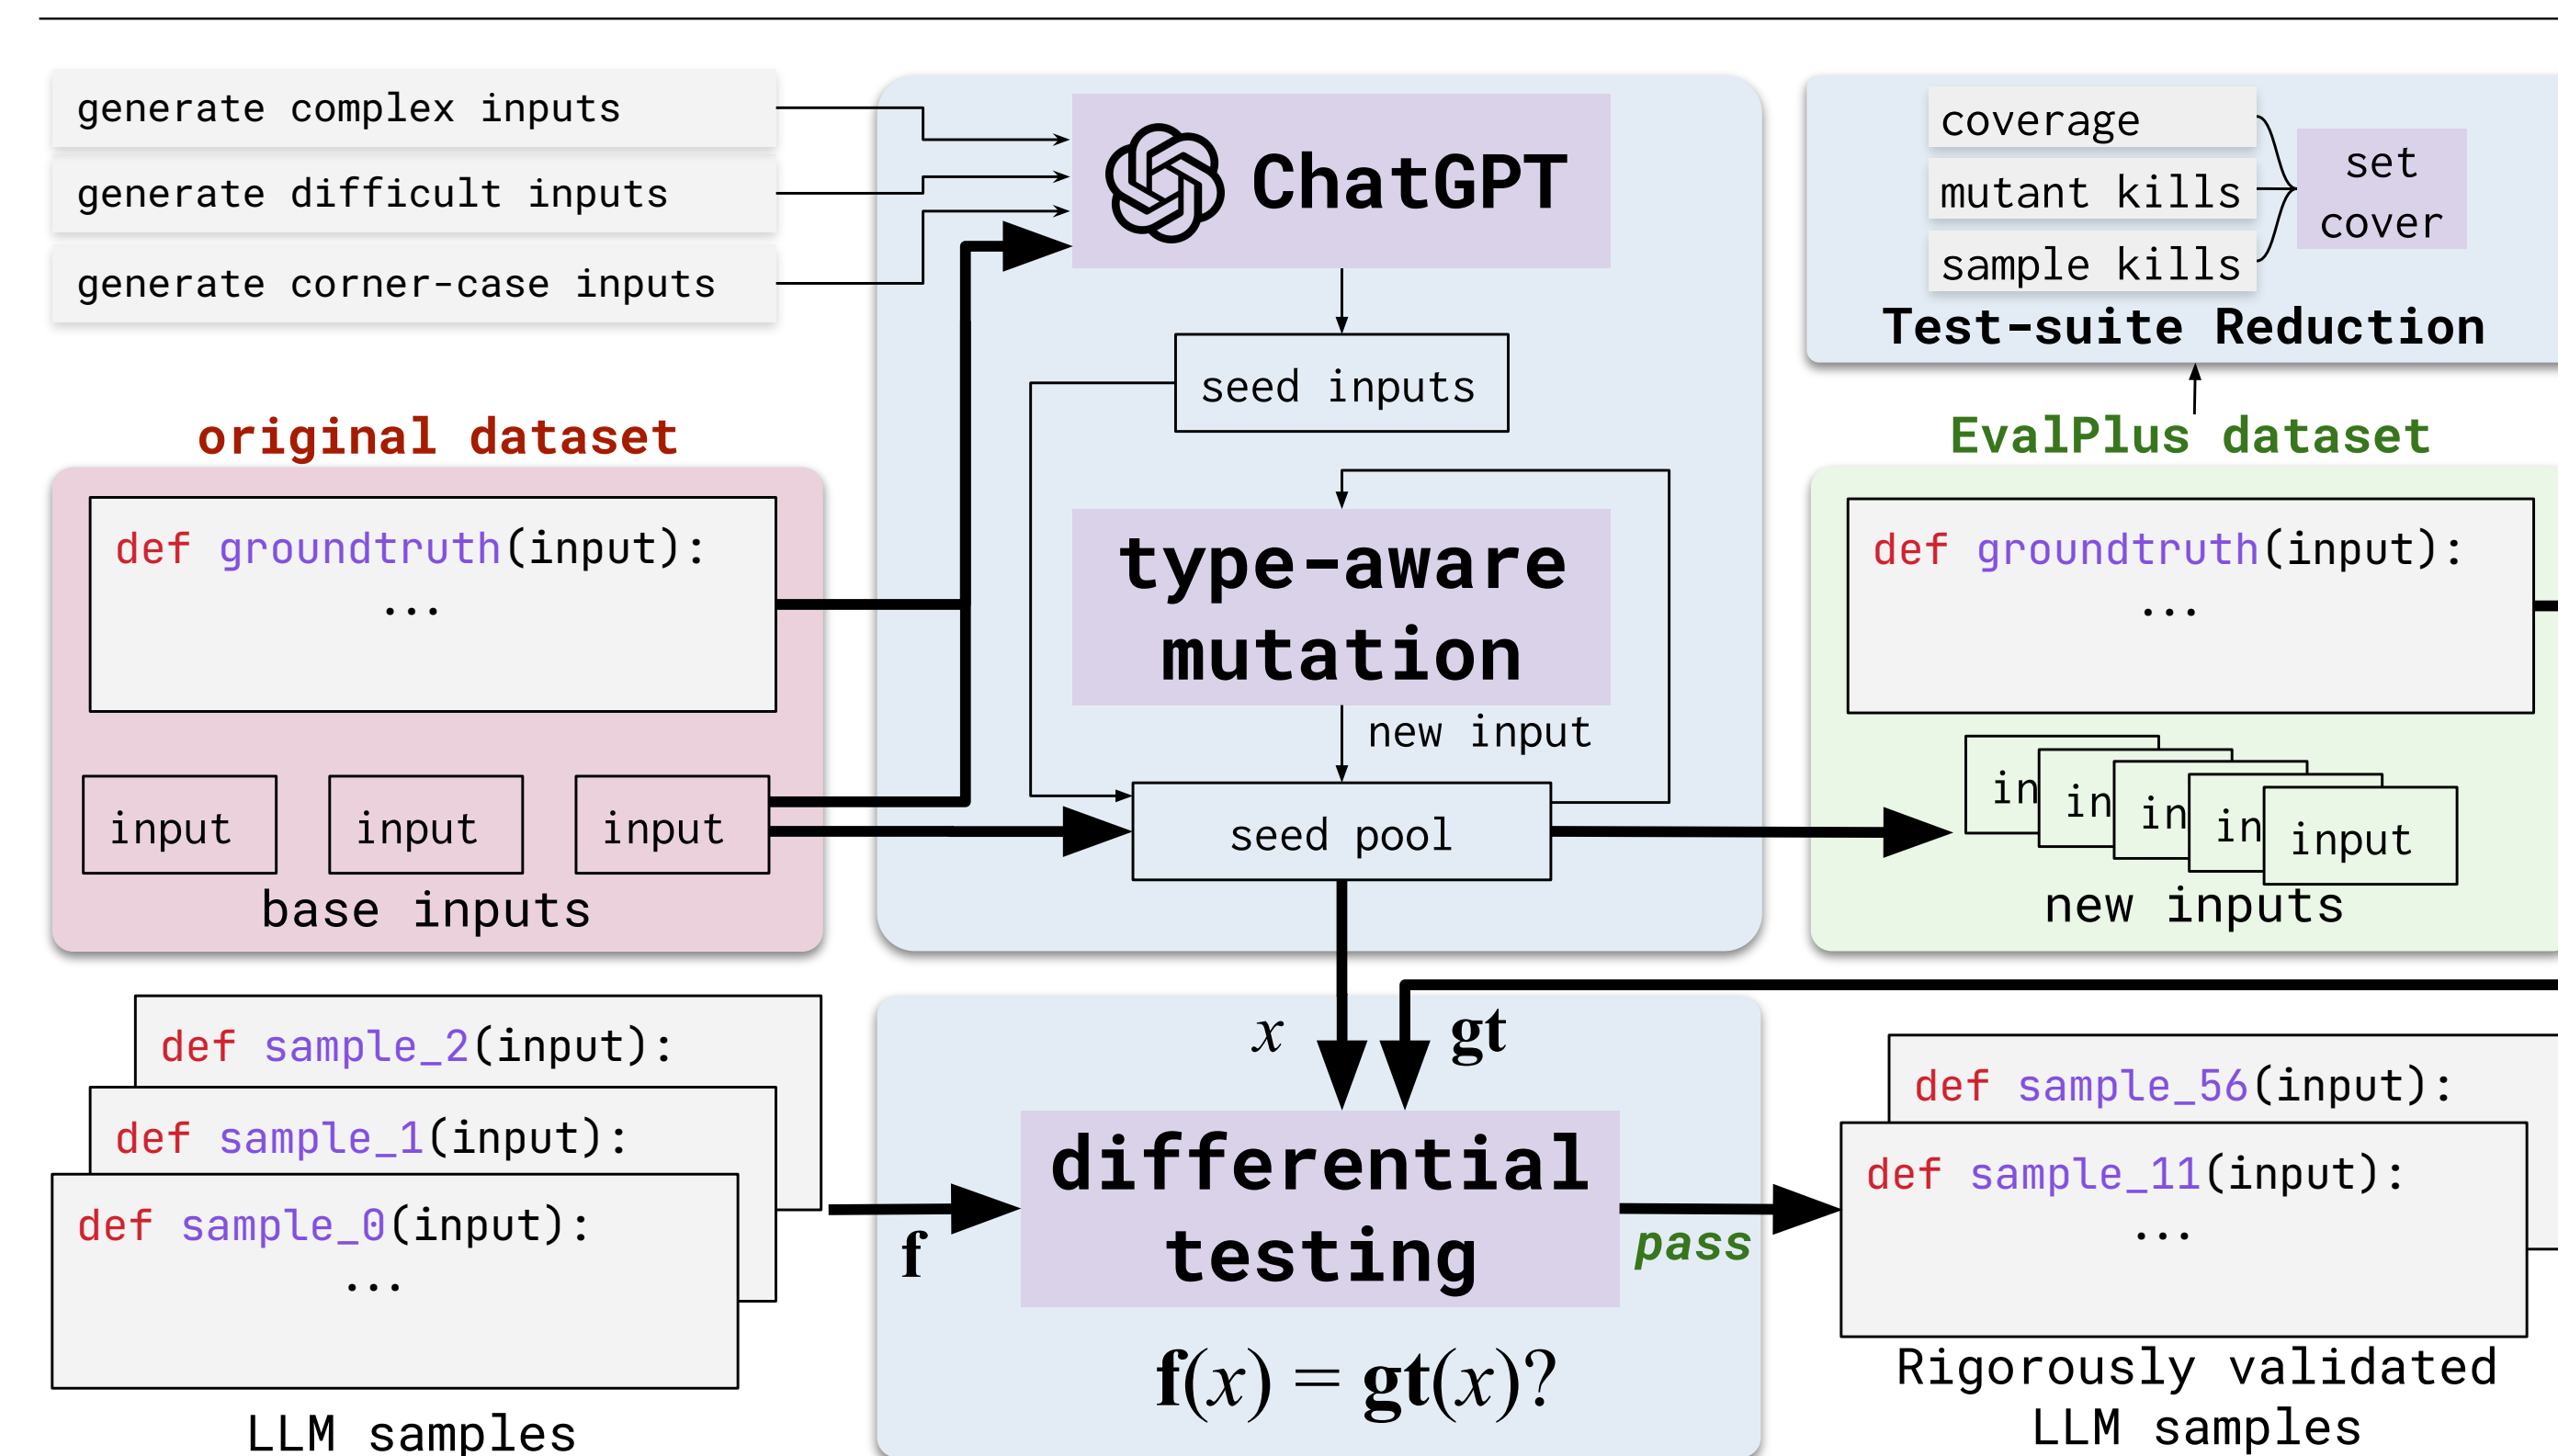 generate complex inputs
generate difficult inputs
generate corner-case inputs
ChatGPT
seed inputs
type-aware
mutation
new input
seed pool
coverage
mutant kills
sample kills
set
cover
Test-suite Reduction
original dataset
def groundtruth(input):
...
input
input
input
base inputs
EvalPlus dataset
def groundtruth(input):
...
in
in
in
in
input
new inputs
def sample_2(input):
def sample_1(input):
def sample_0(input):
...
LLM samples
x
gt
f
differential
testing
pass
f(x) = gt(x)?
def sample_56(input):
def sample_11(input):
...
Rigorously validated
LLM samples